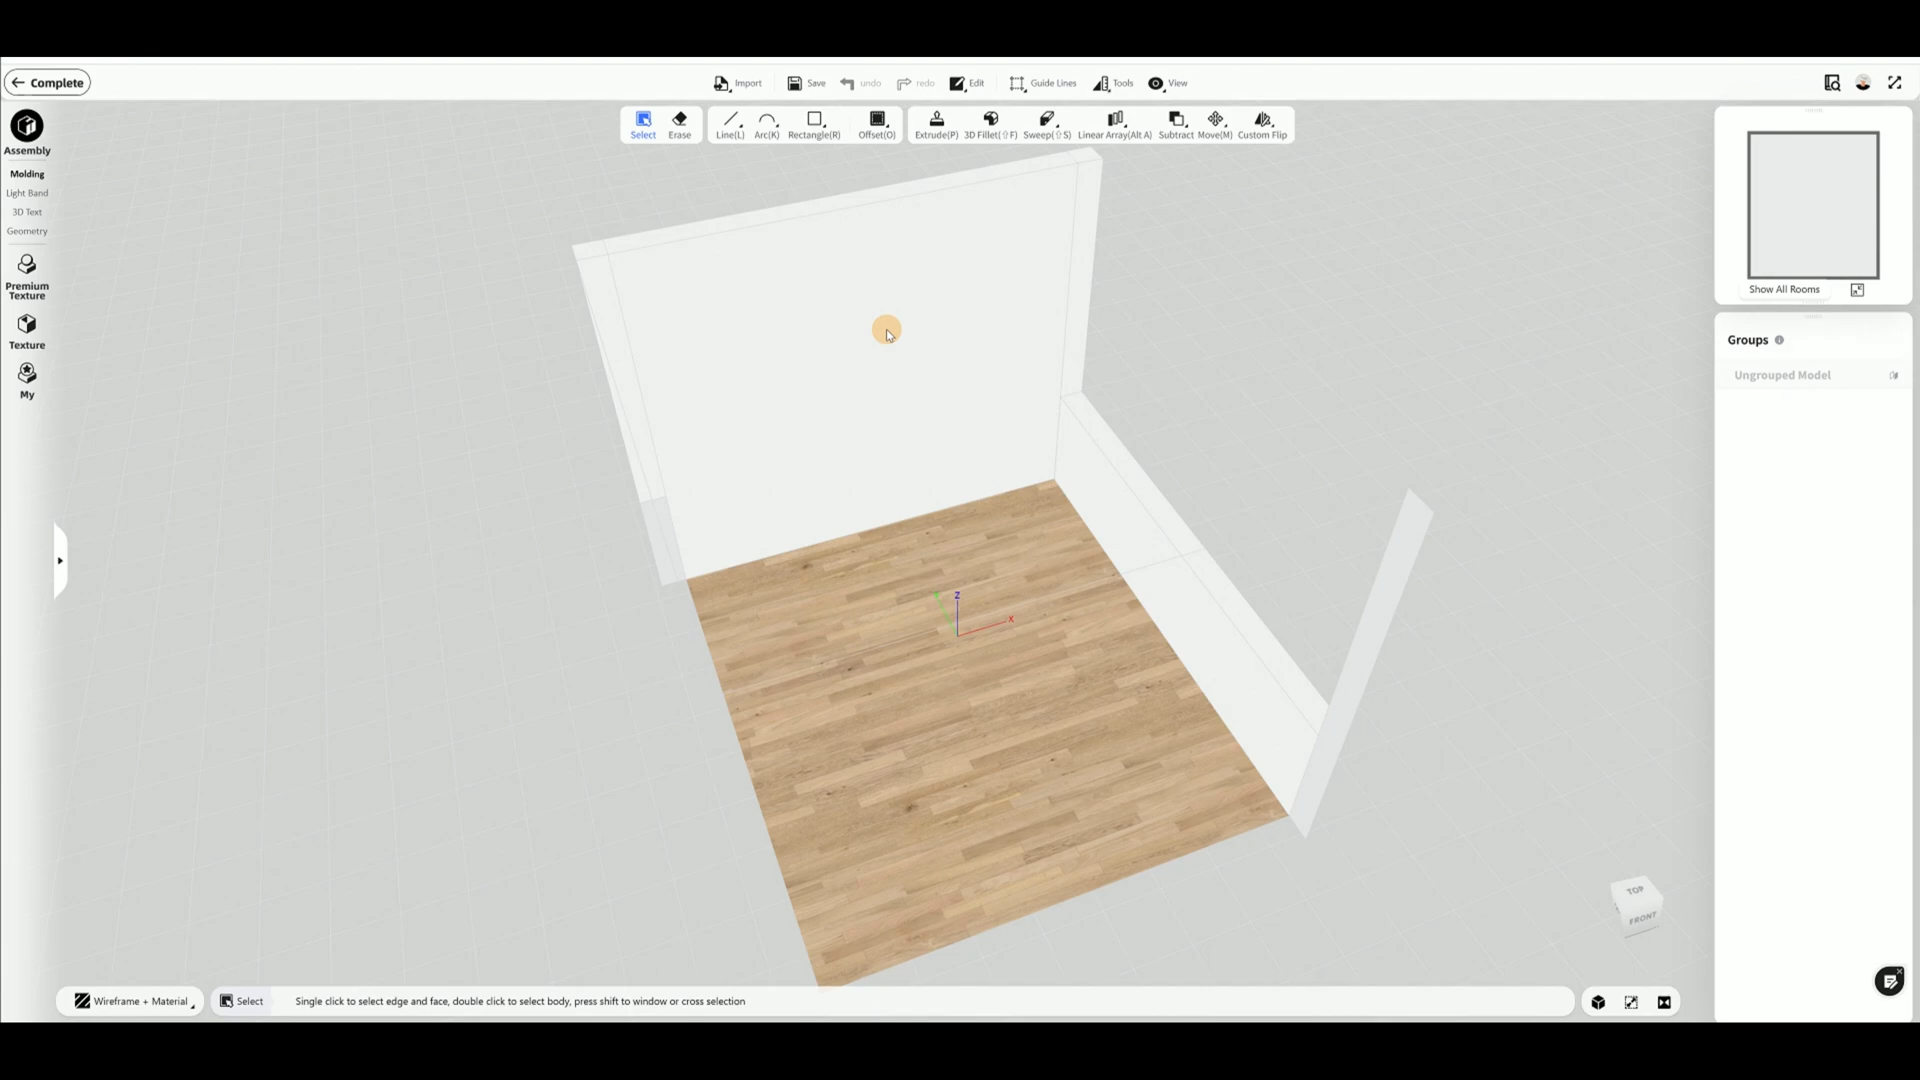 Complete
Import
Save
undo
redo
Edit
Guide Lines
Tools
View
Select
Erase
Line(L)
Arc(K)
Rectangle(R)
Offset(O)
Extrude(P)
3D Fillet(⇧F)
Sweep(⇧S)
Linear Array(Alt A)
Subtract
Move(M)
Custom Flip
Assembly
Molding
Light Band
3D Text
Geometry
Premium
Texture
Texture
My
Show All Rooms
Groups
Ungrouped Model
Z
X
TOP
FRONT
Wireframe + Material
Select
Single click to select edge and face, double click to select body, press shift to window or cross selection